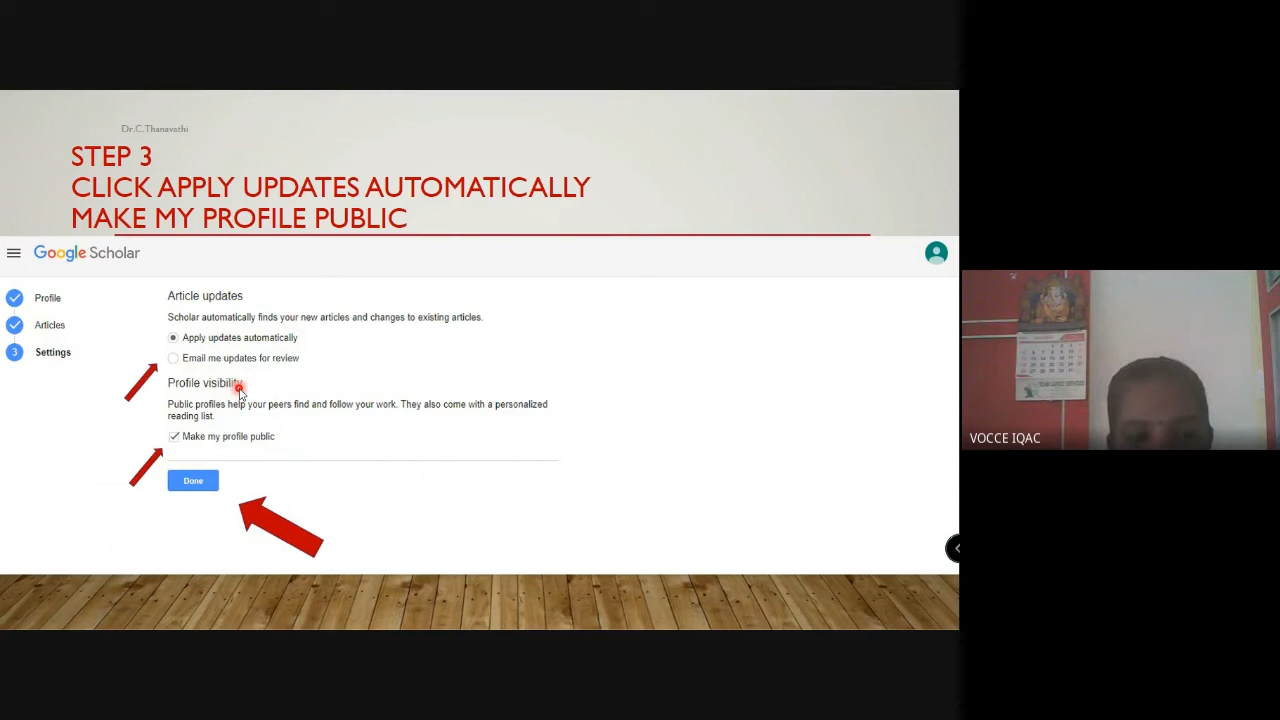 Dr.C.Thanavathi
STEP 3
CLICK APPLY UPDATES AUTOMATICALLY
MAKE MY PROFILE PUBLIC
Google Scholar
Profile
Articles
3 Settings
Article updates
Scholar automatically finds your new articles and changes to existing articles.
Apply updates automatically
Email me updates for review
Profile visibility
Public profiles help your peers find and follow your work. They also come with a personalized
reading list.
Make my profile public
Done
VOCCE IQAC